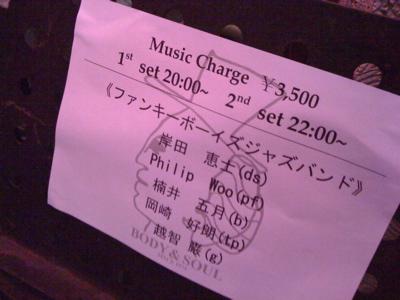 Music Charge ¥3,500
1st set 20:00~ 2nd set 22:00~
《ファンキーボーイズジャズバンド》
岸田 恵士(ds)
Philip Woo(pf)
楠井 五月(b)
岡崎 好朗(tp)
越智 巖(g)
BODY & SOUL